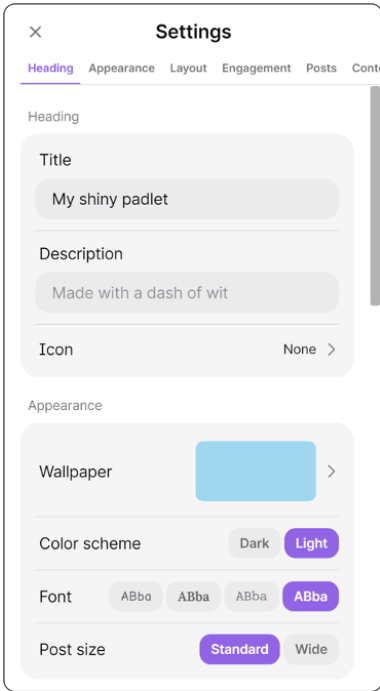 Settings
Heading Appearance Layout Engagement Posts Conte
Heading
Title
My shiny padlet
Description
Made with a dash of wit
Icon None
Appearance
Wallpaper
Color scheme Dark Light
Font ABba ABba ABba ABba
Post size Standard Wide